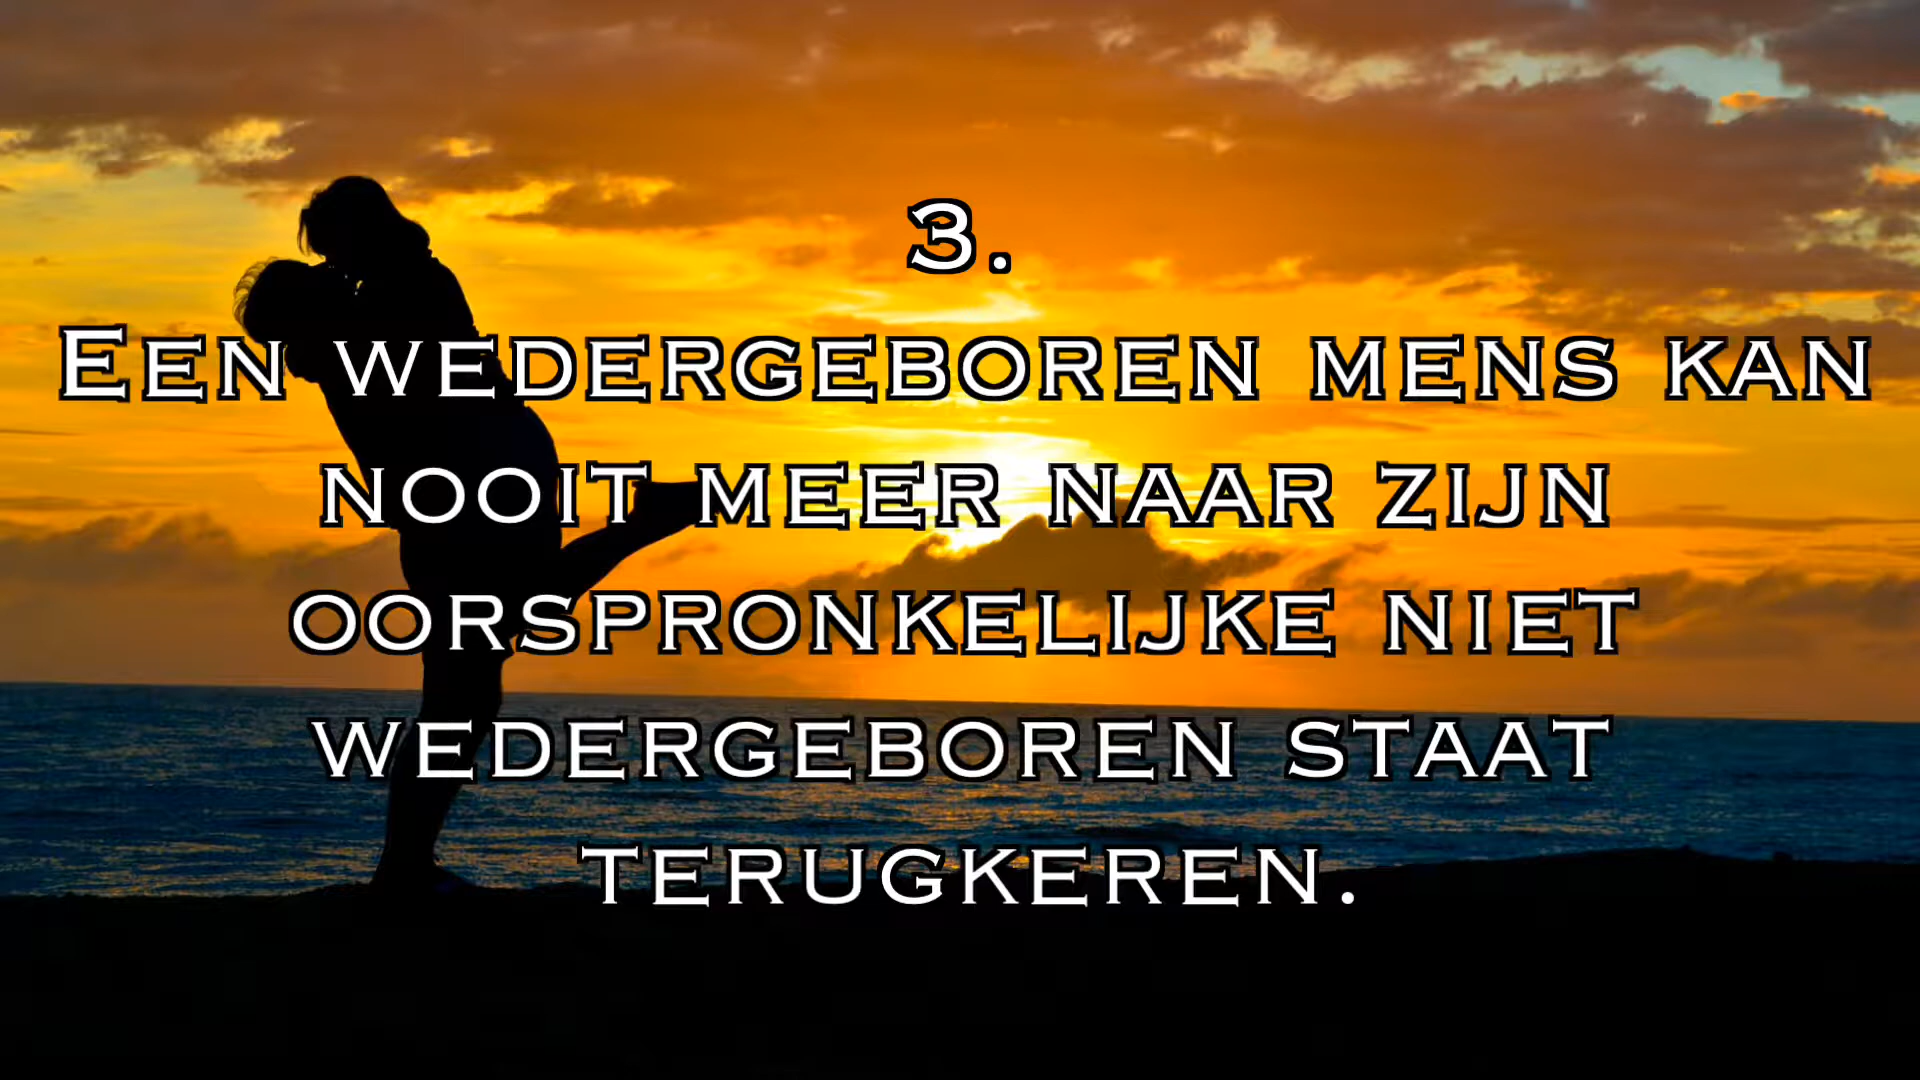 3.
Een wedergeboren mens kan
nooit meer naar zijn
oorspronkelijke niet
wedergeboren staat
terugkeren.